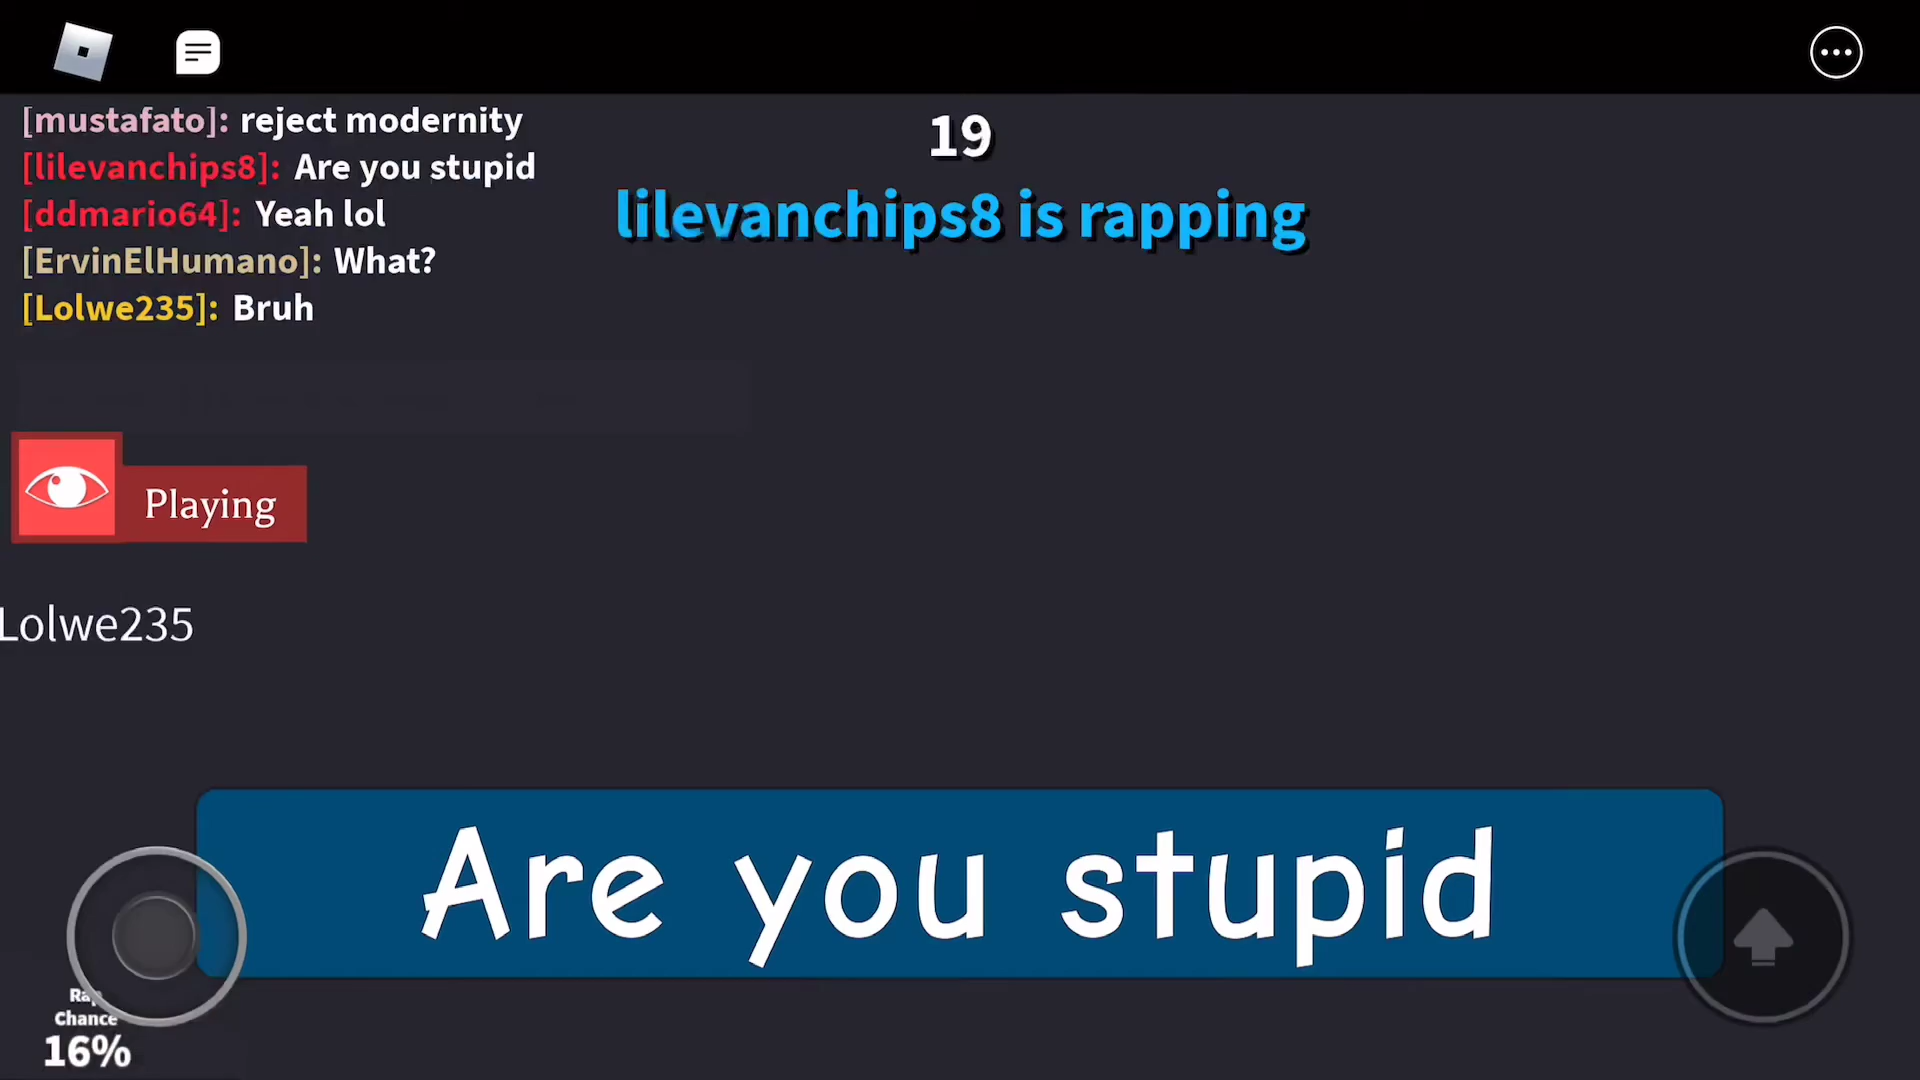 [mustafato]: reject modernity
[lilevanchips8]: Are you stupid
[ddmario64]: Yeah lol
[ErvinElHumano]: What?
[Lolwe235]: Bruh
19
lilevanchips8 is rapping
Playing
Lolwe235
Are you stupid
Rap
Chance
16%